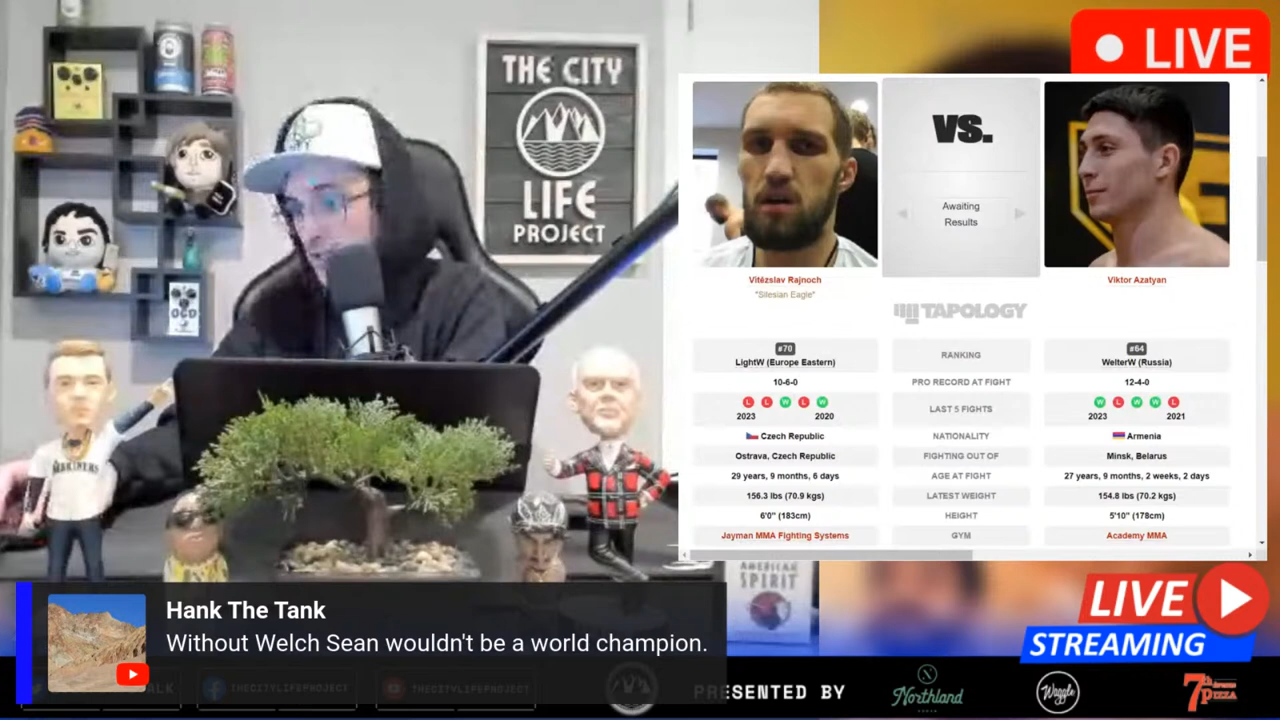 LIVE
THE CITY
LIFE
PROJECT
VS.
Awaiting
Results
Vitězslav Rajnoch
"Silesian Eagle"
Viktor Azatyan
TAPOLOGY
#70
LightW (Europe Eastern)
RANKING
#64
WelterW (Russia)
10-6-0
PRO RECORD AT FIGHT
12-4-0
L L W L W
2023 2020
LAST 5 FIGHTS
W L W W L
2023 2021
Czech Republic
NATIONALITY
Armenia
Ostrava, Czech Republic
FIGHTING OUT OF
Minsk, Belarus
29 years, 9 months, 6 days
AGE AT FIGHT
27 years, 9 months, 2 weeks, 2 days
156.3 lbs (70.9 kgs)
LATEST WEIGHT
154.8 lbs (70.2 kgs)
6'0" (183cm)
HEIGHT
5'10" (178cm)
Jayman MMA Fighting Systems
GYM
Academy MMA
MARINERS
OCD
AMERICAN
SPIRIT
Hank The Tank
Without Welch Sean wouldn't be a world champion.
LIVE
STREAMING
THECITYLIFEPROJECT
THECITYLIFEPROJECT
PRESENTED BY
Northland
Waggle
7th
PIZZA